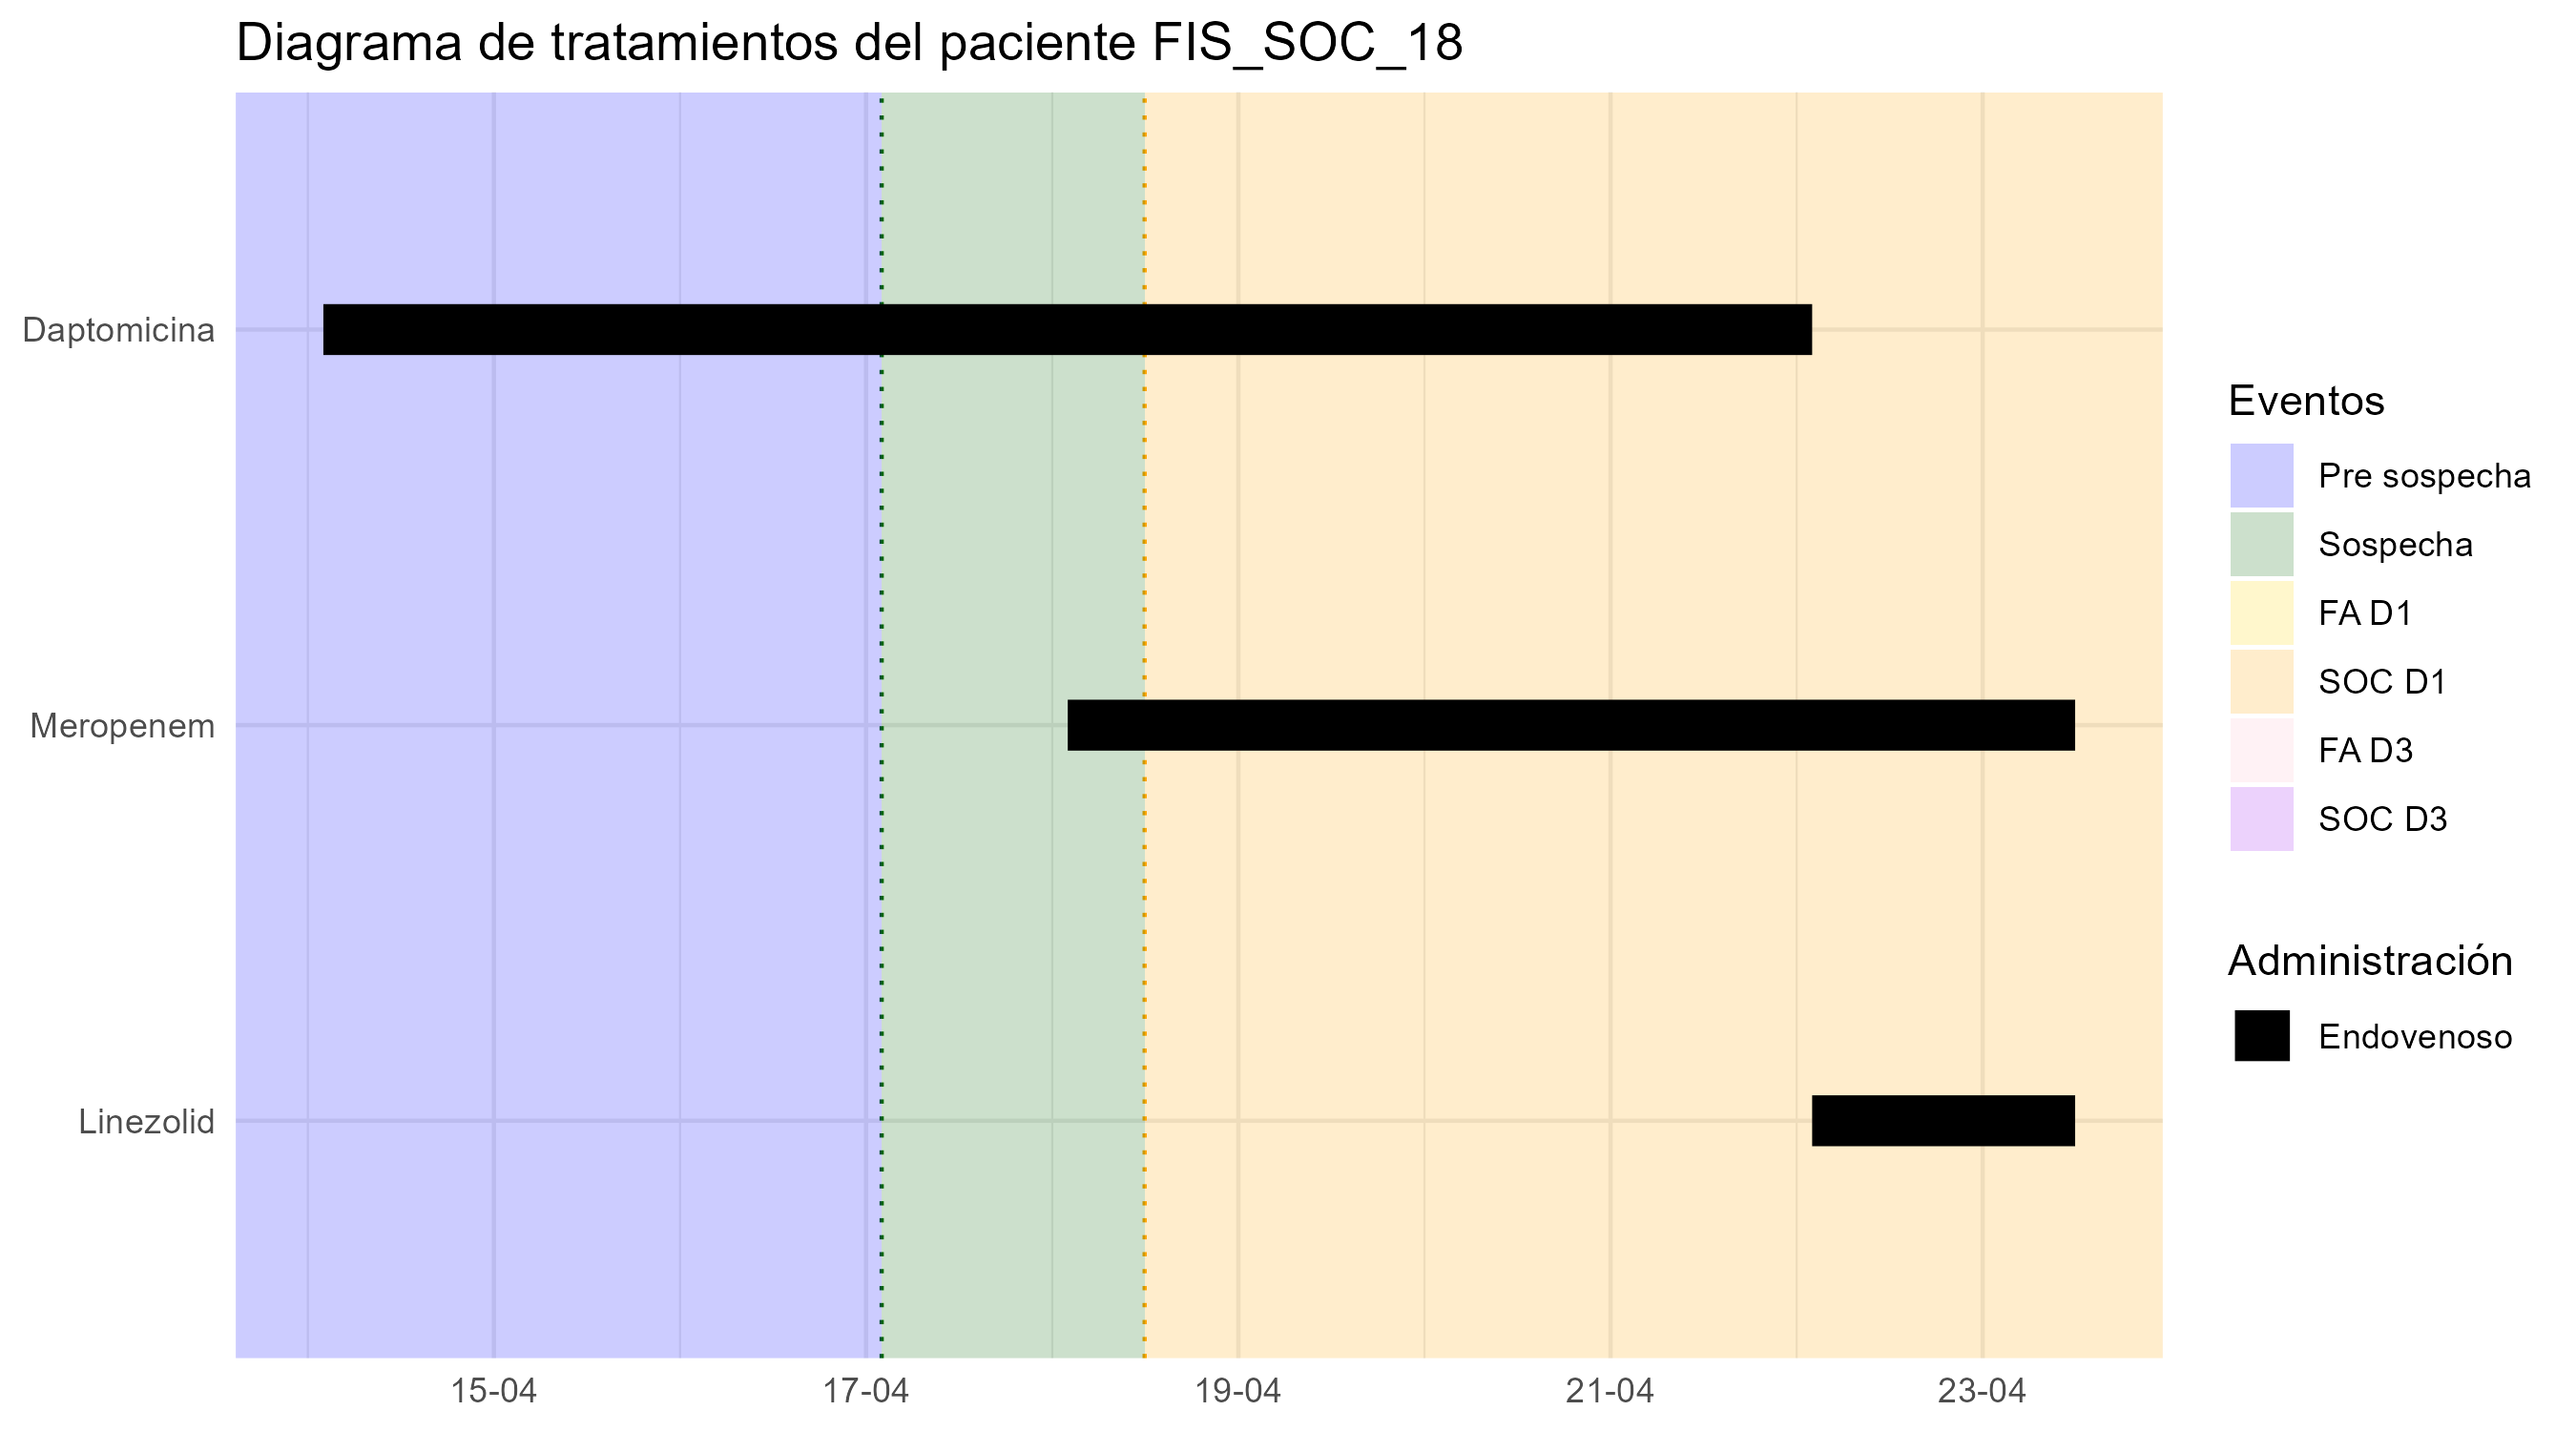 Diagrama de tratamientos del paciente FIS_SOC_18
Daptomicina
Meropenem
Linezolid
15-04
17-04
19-04
21-04
23-04
Eventos
Pre sospecha
Sospecha
FA D1
SOC D1
FA D3
SOC D3
Administración
Endovenoso